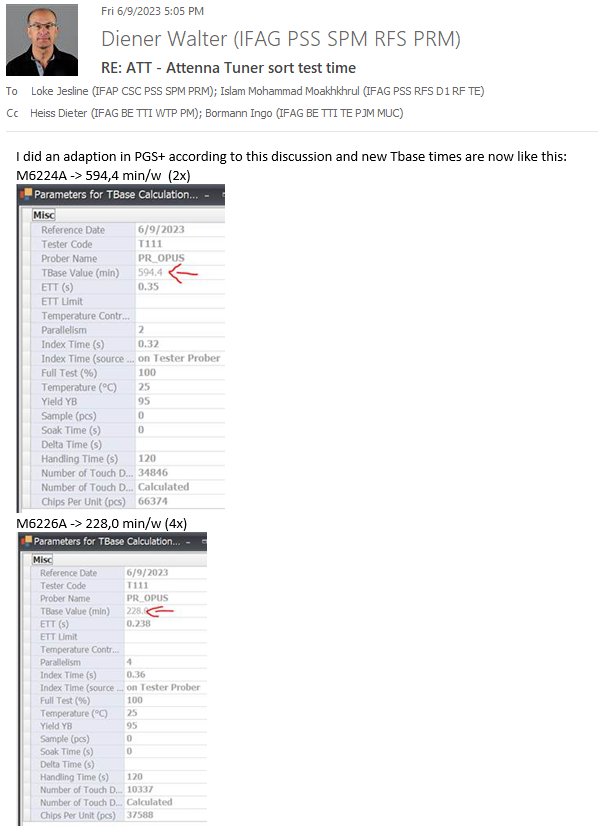 Fri 6/9/2023 5:05 PM
Diener Walter (IFAG PSS SPM RFS PRM)
RE: ATT - Attenna Tuner sort test time
To Loke Jesline (IFAP CSC PSS SPM PRM); Islam Mohammad Moakhkhrul (IFAG PSS RFS D1 RF TE)
Cc Heiss Dieter (IFAG BE TTI WTP PM); Bormann Ingo (IFAG BE TTI TE PJM MUC)
I did an adaption in PGS+ according to this discussion and new Tbase times are now like this:
M6224A -> 594,4 min/w (2x)
Parameters for TBase Calculation...
Misc
Reference Date 6/9/2023
Tester Code T111
Prober Name PR_OPUS
TBase Value (min) 594.4
ETT (s) 0.35
ETT Limit
Temperature Contr...
Parallelism 2
Index Time (s) 0.32
Index Time (source ... on Tester Prober
Full Test (%) 100
Temperature (°C) 25
Yield YB 95
Sample (pcs) 0
Soak Time (s) 0
Delta Time (s)
Handling Time (s) 120
Number of Touch D... 34846
Number of Touch D... Calculated
Chips Per Unit (pcs) 66374
M6226A -> 228,0 min/w (4x)
Parameters for TBase Calculation...
Misc
Reference Date 6/9/2023
Tester Code T111
Prober Name PR_OPUS
TBase Value (min) 228.
ETT (s) 0.238
ETT Limit
Temperature Contr...
Parallelism 4
Index Time (s) 0.36
Index Time (source ... on Tester Prober
Full Test (%) 100
Temperature (°C) 25
Yield YB 95
Sample (pcs) 0
Soak Time (s) 0
Delta Time (s)
Handling Time (s) 120
Number of Touch D... 10337
Number of Touch D... Calculated
Chips Per Unit (pcs) 37588